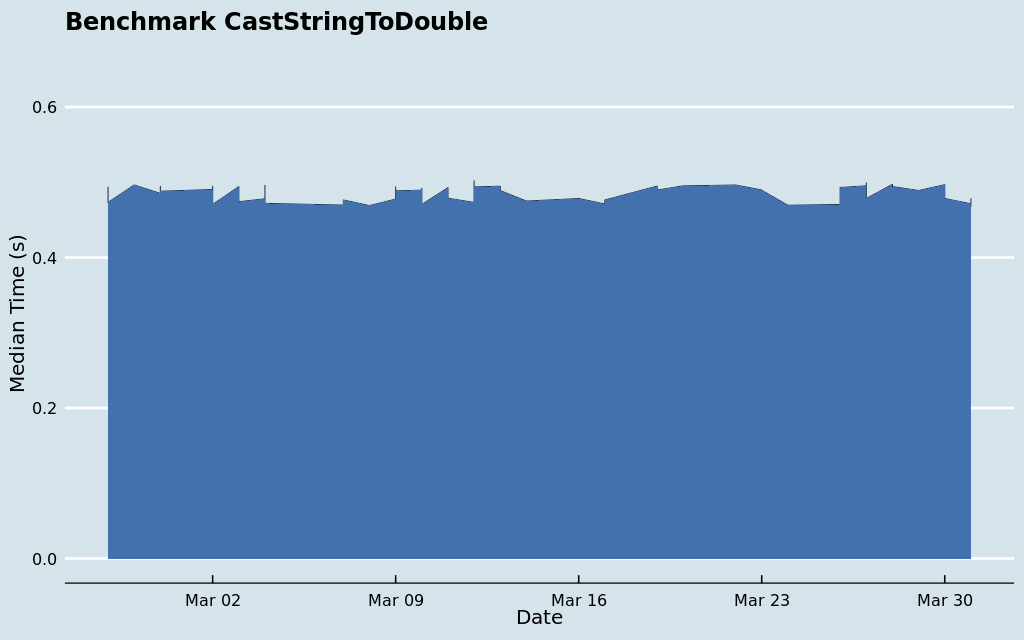 Benchmark CastStringToDouble
Median Time (s)
0.6
0.4
0.2
0.0
Mar 02
Mar 09
Mar 16
Mar 23
Mar 30
Date